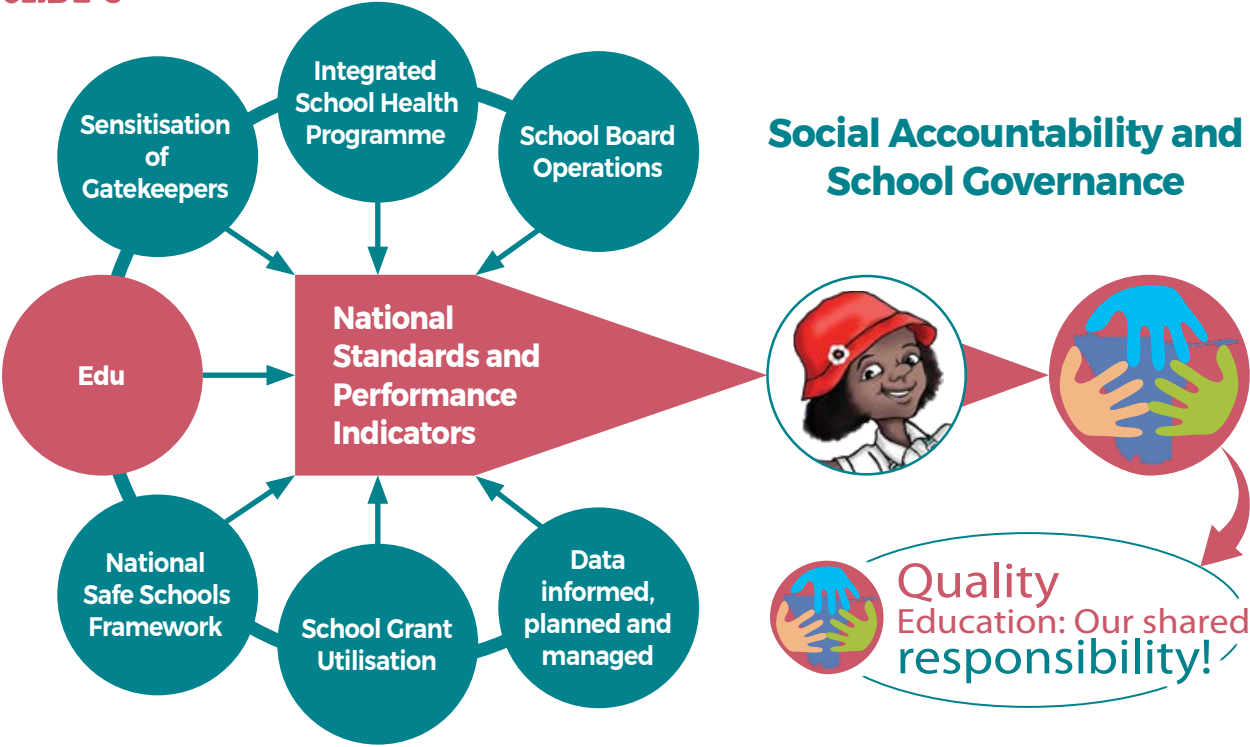 Sensitisation
of
Gatekeepers
Integrated
School Health
Programme
School Board
Operations
Social Accountability and
School Governance
Edu
National
Standards and
Performance
Indicators
National
Safe Schools
Framework
School Grant
Utilisation
Data
informed,
planned and
managed
Quality
Education: Our shared
responsibility!